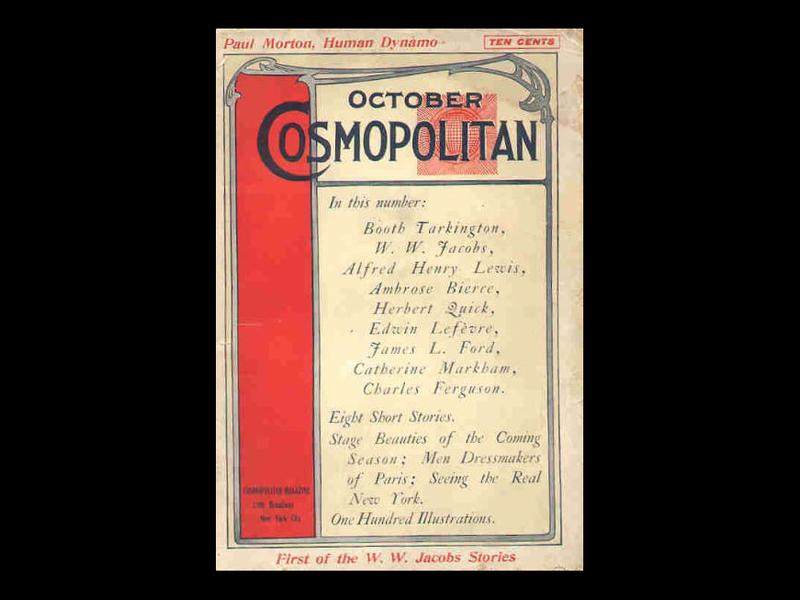 Paul Morton, Human Dynamo
TEN CENTS
OCTOBER
COSMOPOLITAN
In this number:
Booth Tarkington,
W. W. Jacobs,
Alfred Henry Lewis,
Ambrose Bierce,
Herbert Quick,
Edwin Lefèvre,
James L. Ford,
Catherine Markham,
Charles Ferguson.
Eight Short Stories.
Stage Beauties of the Coming
Season; Men Dressmakers
of Paris; Seeing the Real
New York.
One Hundred Illustrations.
COSMOPOLITAN MAGAZINE
Broadway
New York City
First of the W. W. Jacobs Stories